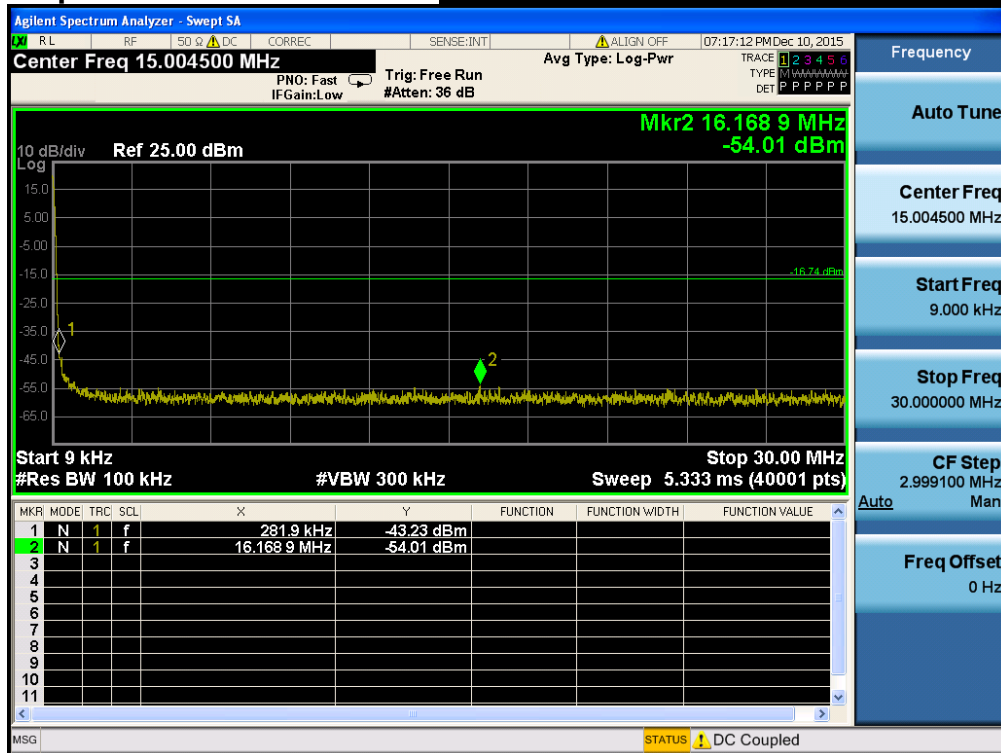 Agilent Spectrum Analyzer - Swept SA
LXI RL RF 50 Ω DC CORREC SENSE:INT ALIGN OFF 07:17:12 PM Dec 10, 2015
Center Freq 15.004500 MHz
PNO: Fast
IFGain:Low
Trig: Free Run
#Atten: 36 dB
Avg Type: Log-Pwr
TRACE 1 2 3 4 5 6
TYPE M
DET P P P P P P
Mkr2 16.168 9 MHz
-54.01 dBm
10 dB/div Ref 25.00 dBm
Log
15.0
5.00
-5.00
-15.0
-16.74 dBm
-25.0
-35.0
1
-45.0
2
-55.0
-65.0
Start 9 kHz Stop 30.00 MHz
#Res BW 100 kHz #VBW 300 kHz Sweep 5.333 ms (40001 pts)
MKR MODE TRC SCL X Y FUNCTION FUNCTION WIDTH FUNCTION VALUE
1 N 1 f 281.9 kHz -43.23 dBm
2 N 1 f 16.168 9 MHz -54.01 dBm
3
4
5
6
7
8
9
10
11
MSG STATUS DC Coupled
Frequency
Auto Tune
Center Freq
15.004500 MHz
Start Freq
9.000 kHz
Stop Freq
30.000000 MHz
CF Step
2.999100 MHz
Auto Man
Freq Offset
0 Hz